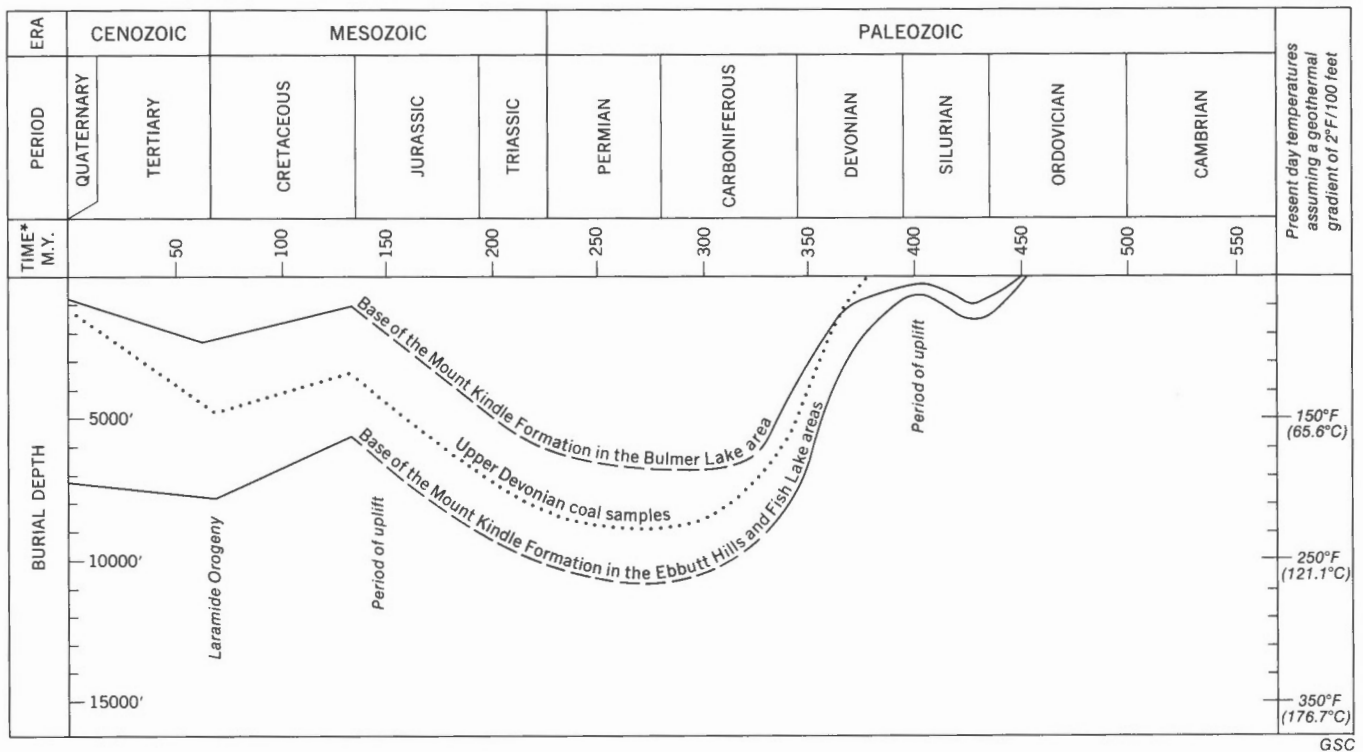 ERA
CENOZOIC
MESOZOIC
PALEOZOIC
Present day temperatures
assuming a geothermal
gradient of 2°F/100 feet
PERIOD
QUATERNARY
TERTIARY
CRETACEOUS
JURASSIC
TRIASSIC
PERMIAN
CARBONIFEROUS
DEVONIAN
SILURIAN
ORDOVICIAN
CAMBRIAN
TIME*
M.Y.
50
100
150
200
250
300
350
400
450
500
550
BURIAL DEPTH
5000'
10000'
15000'
Base of the Mount Kindle Formation in the Bulmer Lake area
Upper Devonian coal samples
Base of the Mount Kindle Formation in the Ebbutt Hills and Fish Lake areas
Laramide Orogeny
Period of uplift
Period of uplift
150°F
(65.6°C)
250°F
(121.1°C)
350°F
(176.7°C)
GSC